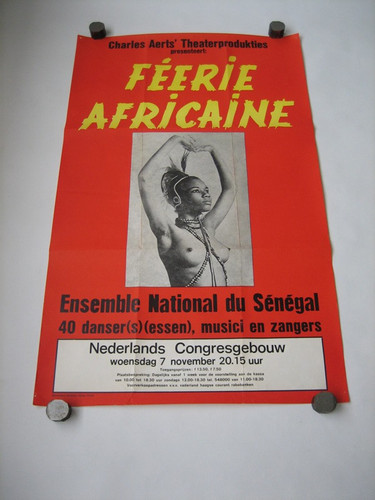 Charles Aerts' Theaterprodukties
presenteert:
FÉERIE
AFRICAINE
Ensemble National du Sénégal
40 danser(s)(essen), musici en zangers
Nederlands Congresgebouw
woensdag 7 november 20.15 uur